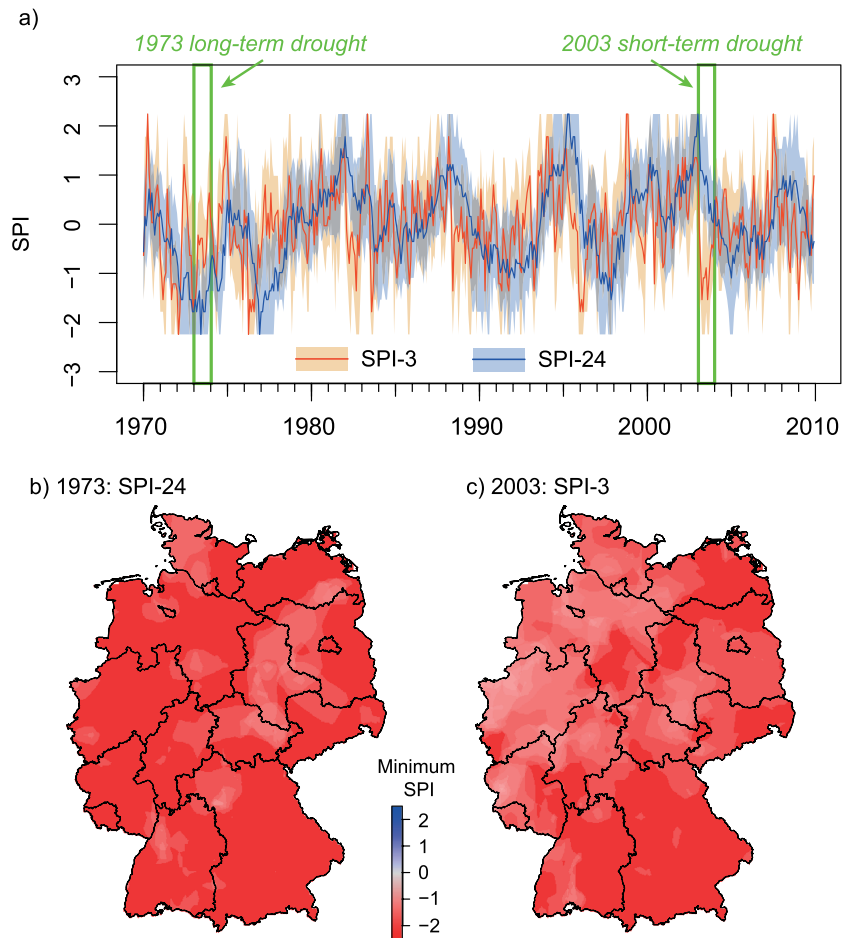 a)
1973 long-term drought 2003 short-term drought
3
2
1
0
−1
−2
−3
SPI
SPI-3 SPI-24
1970 1980 1990 2000 2010
b) 1973: SPI-24 c) 2003: SPI-3
Minimum
SPI
2
1
0
−1
−2